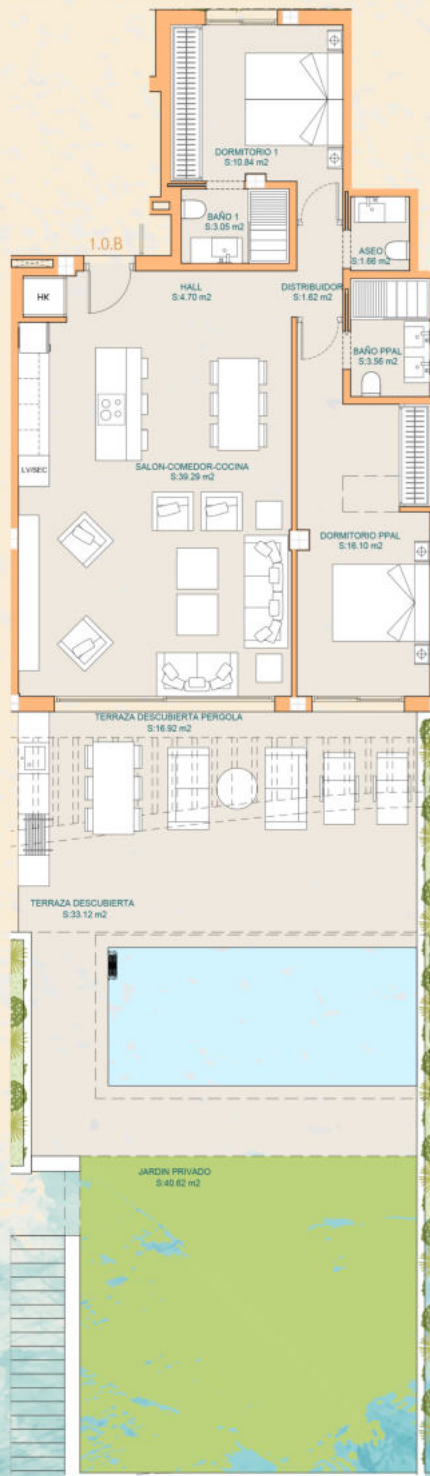 DORMITORIO 1
S:10.84 m2
BAÑO 1
S:3.05 m2
1.0.B
ASEO
S:1.66 m2
HALL
S:4.70 m2
DISTRIBUIDOR
S:1.62 m2
HK
BAÑO PPAL
S:3.56 m2
LV/SEC
SALON-COMEDOR-COCINA
S:39.29 m2
DORMITORIO PPAL
S:16.10 m2
TERRAZA DESCUBIERTA PERGOLA
S:16.92 m2
TERRAZA DESCUBIERTA
S:33.12 m2
JARDIN PRIVADO
S:40.62 m2